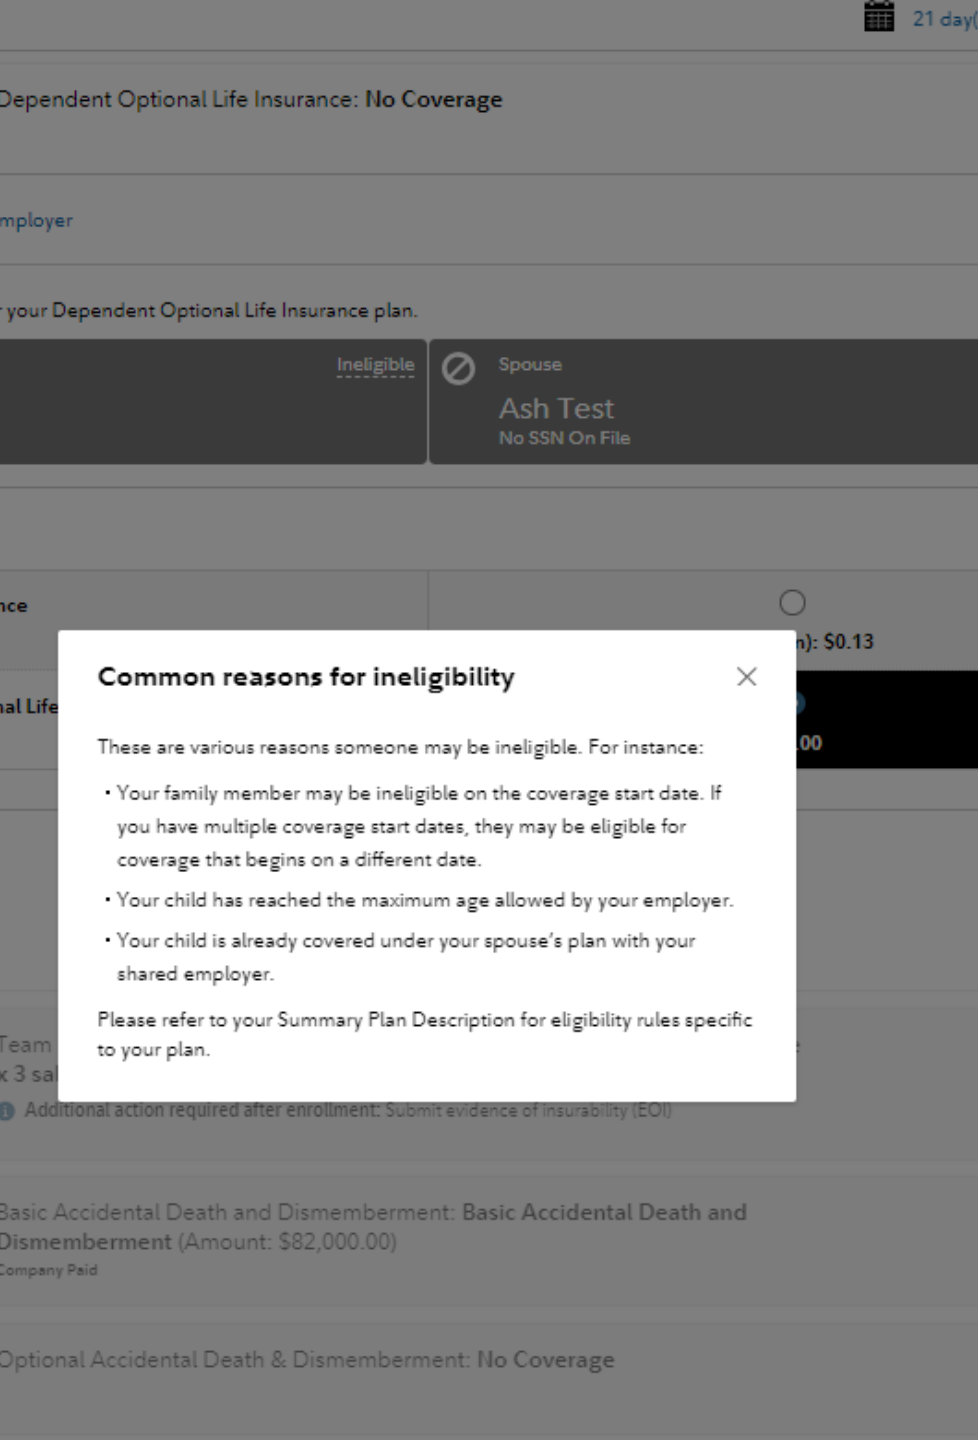 21 day(
Dependent Optional Life Insurance: No Coverage
mployer
your Dependent Optional Life Insurance plan.
Ineligible
Spouse
Ash Test
No SSN On File
nce
n): $0.13
nal Life
.00
Common reasons for ineligibility
These are various reasons someone may be ineligible. For instance:
• Your family member may be ineligible on the coverage start date. If
you have multiple coverage start dates, they may be eligible for
coverage that begins on a different date.
• Your child has reached the maximum age allowed by your employer.
• Your child is already covered under your spouse's plan with your
shared employer.
Please refer to your Summary Plan Description for eligibility rules specific
to your plan.
Team
x 3 sal
Additional action required after enrollment: Submit evidence of insurability (EOI)
Basic Accidental Death and Dismemberment: Basic Accidental Death and
Dismemberment (Amount: $82,000.00)
Company Paid
Optional Accidental Death & Dismemberment: No Coverage